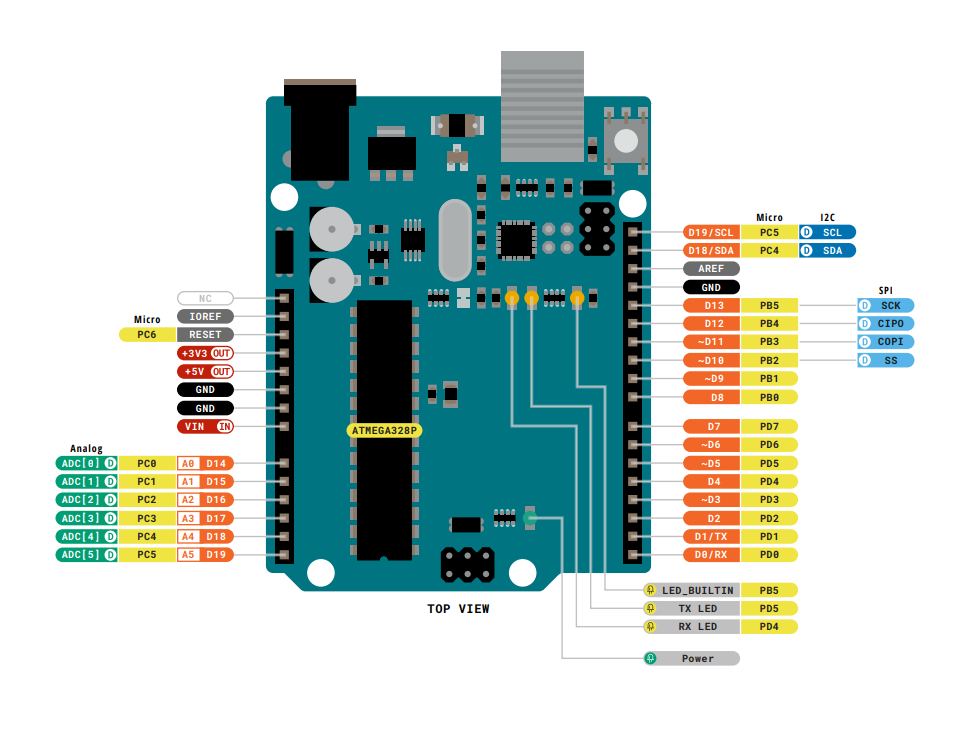 Micro I2C
D19/SCL PC5 D SCL
D18/SDA PC4 D SDA
AREF
GND
SPI
D13 PB5 D SCK
D12 PB4 D CIPO
~D11 PB3 D COPI
~D10 PB2 D SS
~D9 PB1
D8 PB0
D7 PD7
~D6 PD6
~D5 PD5
D4 PD4
~D3 PD3
D2 PD2
D1/TX PD1
D0/RX PD0
NC
IOREF
Micro
PC6 RESET
+3V3 OUT
+5V OUT
GND
GND
VIN IN
Analog
ADC[0] D PC0 A0 D14
ADC[1] D PC1 A1 D15
ADC[2] D PC2 A2 D16
ADC[3] D PC3 A3 D17
ADC[4] D PC4 A4 D18
ADC[5] D PC5 A5 D19
ATMEGA328P
LED_BUILTIN PB5
TX LED PD5
RX LED PD4
Power
TOP VIEW